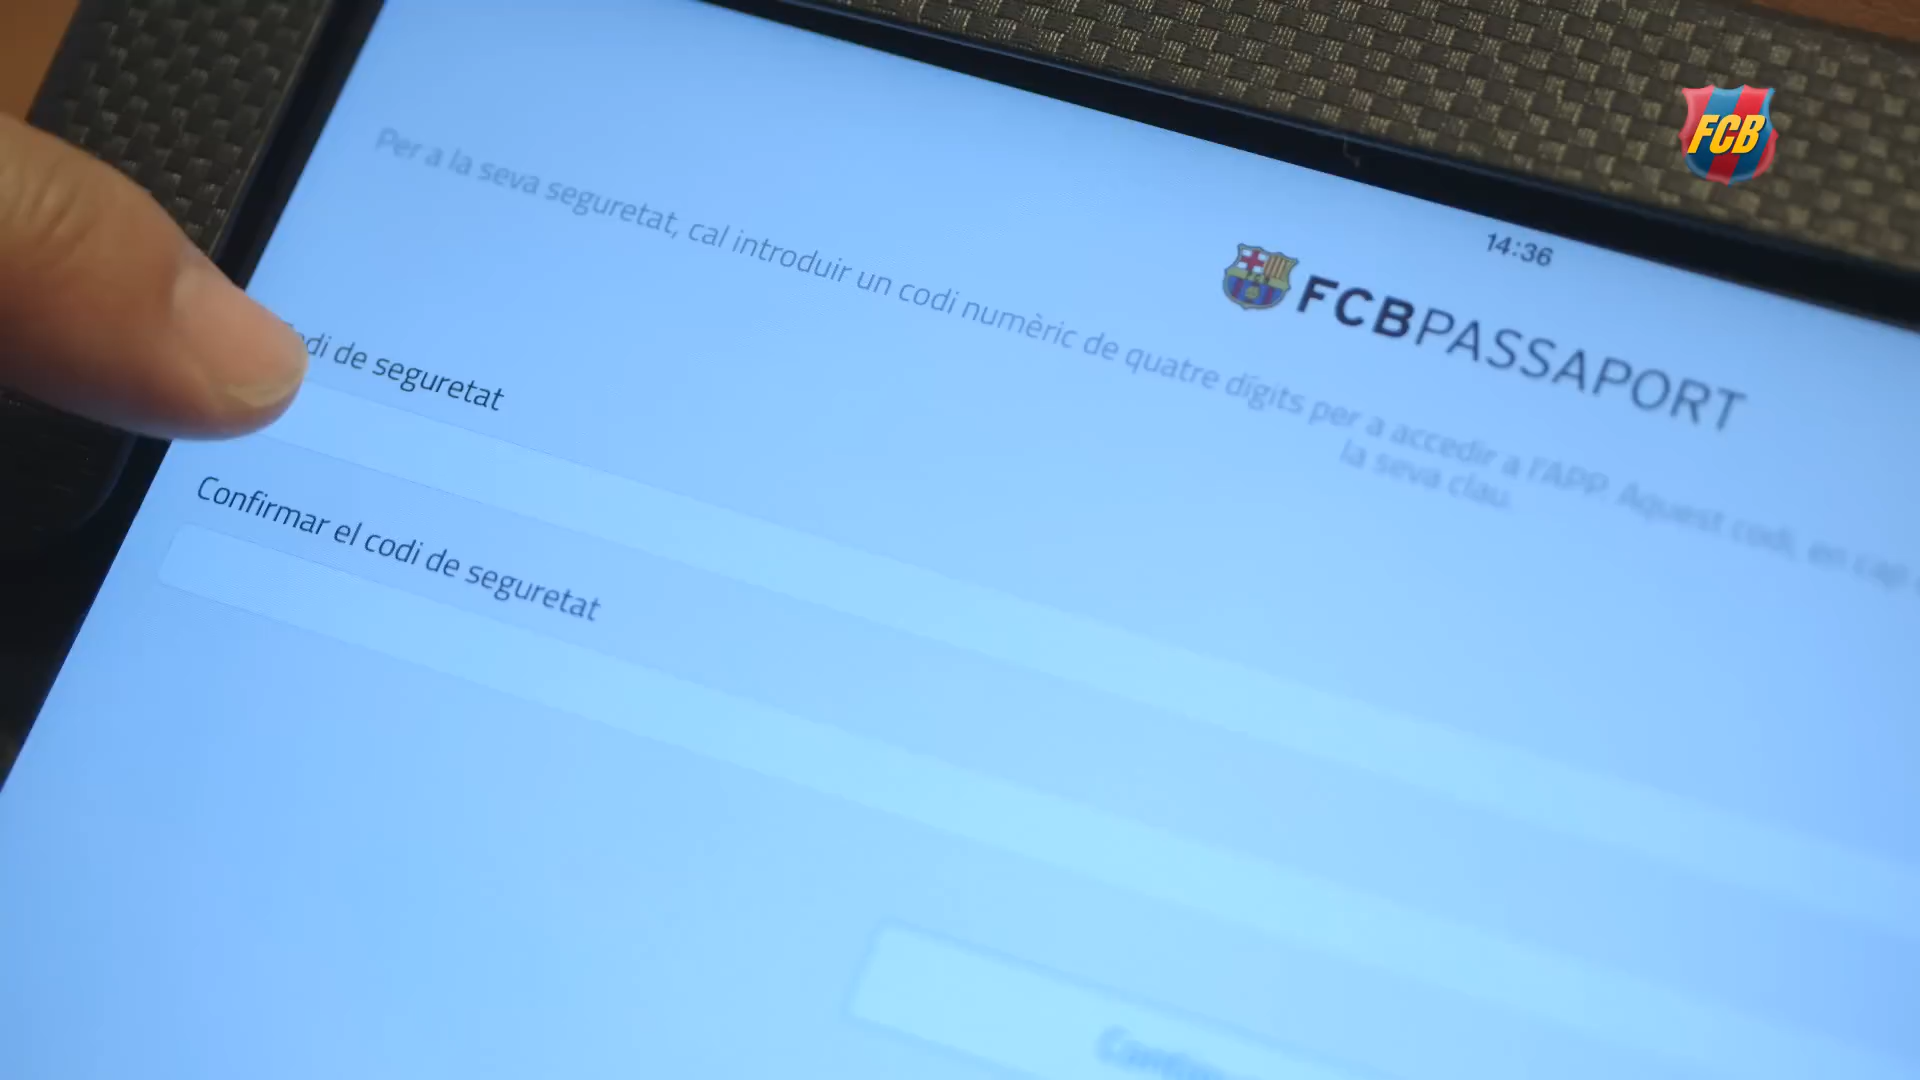 FCB
14:36
FCBPASSAPORT
Per a la seva seguretat, cal introduir un codi numèric de quatre dígits per a accedir a l'APP. Aquest codi, en cap
la seva clau.
di de seguretat
Confirmar el codi de seguretat